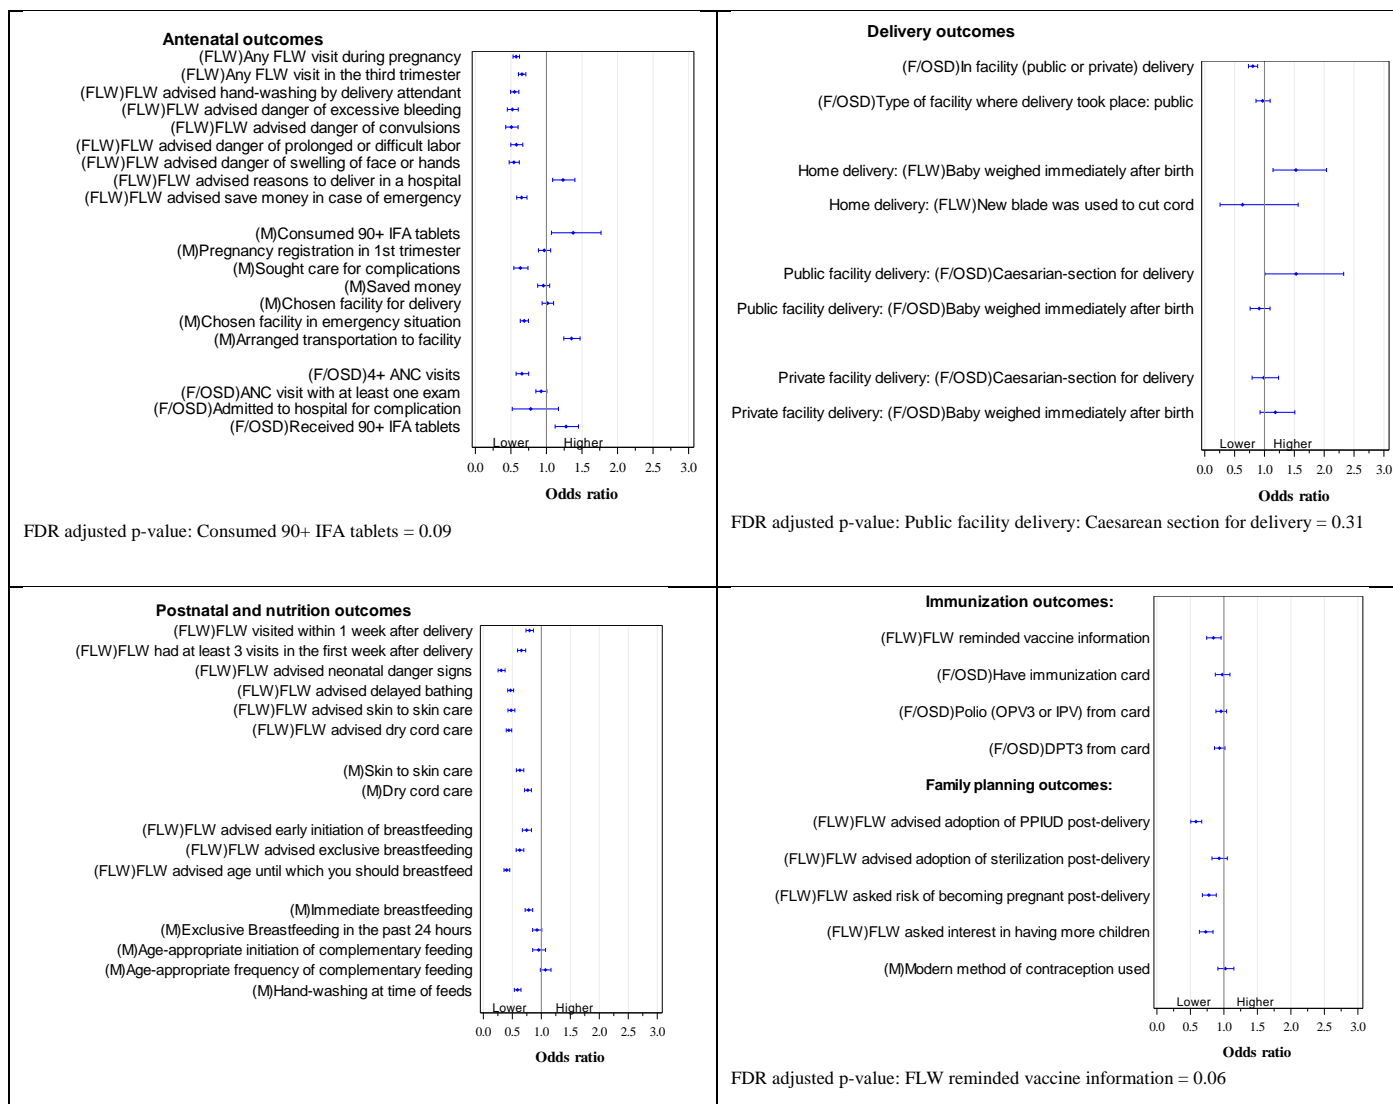 Antenatal outcomes
(FLW)Any FLW visit during pregnancy
(FLW)Any FLW visit in the third trimester
(FLW)FLW advised hand-washing by delivery attendant
(FLW)FLW advised danger of excessive bleeding
(FLW)FLW advised danger of convulsions
(FLW)FLW advised danger of prolonged or difficult labor
(FLW)FLW advised danger of swelling of face or hands
(FLW)FLW advised reasons to deliver in a hospital
(FLW)FLW advised save money in case of emergency
(M)Consumed 90+ IFA tablets
(M)Pregnancy registration in 1st trimester
(M)Sought care for complications
(M)Saved money
(M)Chosen facility for delivery
(M)Chosen facility in emergency situation
(M)Arranged transportation to facility
(F/OSD)4+ ANC visits
(F/OSD)ANC visit with at least one exam
(F/OSD)Admitted to hospital for complication
(F/OSD)Received 90+ IFA tablets
Lower Higher
0.0 0.5 1.0 1.5 2.0 2.5 3.0
Odds ratio
FDR adjusted p-value: Consumed 90+ IFA tablets = 0.09
Delivery outcomes
(F/OSD)In facility (public or private) delivery
(F/OSD)Type of facility where delivery took place: public
Home delivery: (FLW)Baby weighed immediately after birth
Home delivery: (FLW)New blade was used to cut cord
Public facility delivery: (F/OSD)Caesarian-section for delivery
Public facility delivery: (F/OSD)Baby weighed immediately after birth
Private facility delivery: (F/OSD)Caesarian-section for delivery
Private facility delivery: (F/OSD)Baby weighed immediately after birth
Lower Higher
0.0 0.5 1.0 1.5 2.0 2.5 3.0
Odds ratio
FDR adjusted p-value: Public facility delivery: Caesarean section for delivery = 0.31
Postnatal and nutrition outcomes
(FLW)FLW visited within 1 week after delivery
(FLW)FLW had at least 3 visits in the first week after delivery
(FLW)FLW advised neonatal danger signs
(FLW)FLW advised delayed bathing
(FLW)FLW advised skin to skin care
(FLW)FLW advised dry cord care
(M)Skin to skin care
(M)Dry cord care
(FLW)FLW advised early initiation of breastfeeding
(FLW)FLW advised exclusive breastfeeding
(FLW)FLW advised age until which you should breastfeed
(M)Immediate breastfeeding
(M)Exclusive Breastfeeding in the past 24 hours
(M)Age-appropriate initiation of complementary feeding
(M)Age-appropriate frequency of complementary feeding
(M)Hand-washing at time of feeds
Lower Higher
0.0 0.5 1.0 1.5 2.0 2.5 3.0
Odds ratio
Immunization outcomes:
(FLW)FLW reminded vaccine information
(F/OSD)Have immunization card
(F/OSD)Polio (OPV3 or IPV) from card
(F/OSD)DPT3 from card
Family planning outcomes:
(FLW)FLW advised adoption of PPIUD post-delivery
(FLW)FLW advised adoption of sterilization post-delivery
(FLW)FLW asked risk of becoming pregnant post-delivery
(FLW)FLW asked interest in having more children
(M)Modern method of contraception used
Lower Higher
0.0 0.5 1.0 1.5 2.0 2.5 3.0
Odds ratio
FDR adjusted p-value: FLW reminded vaccine information = 0.06